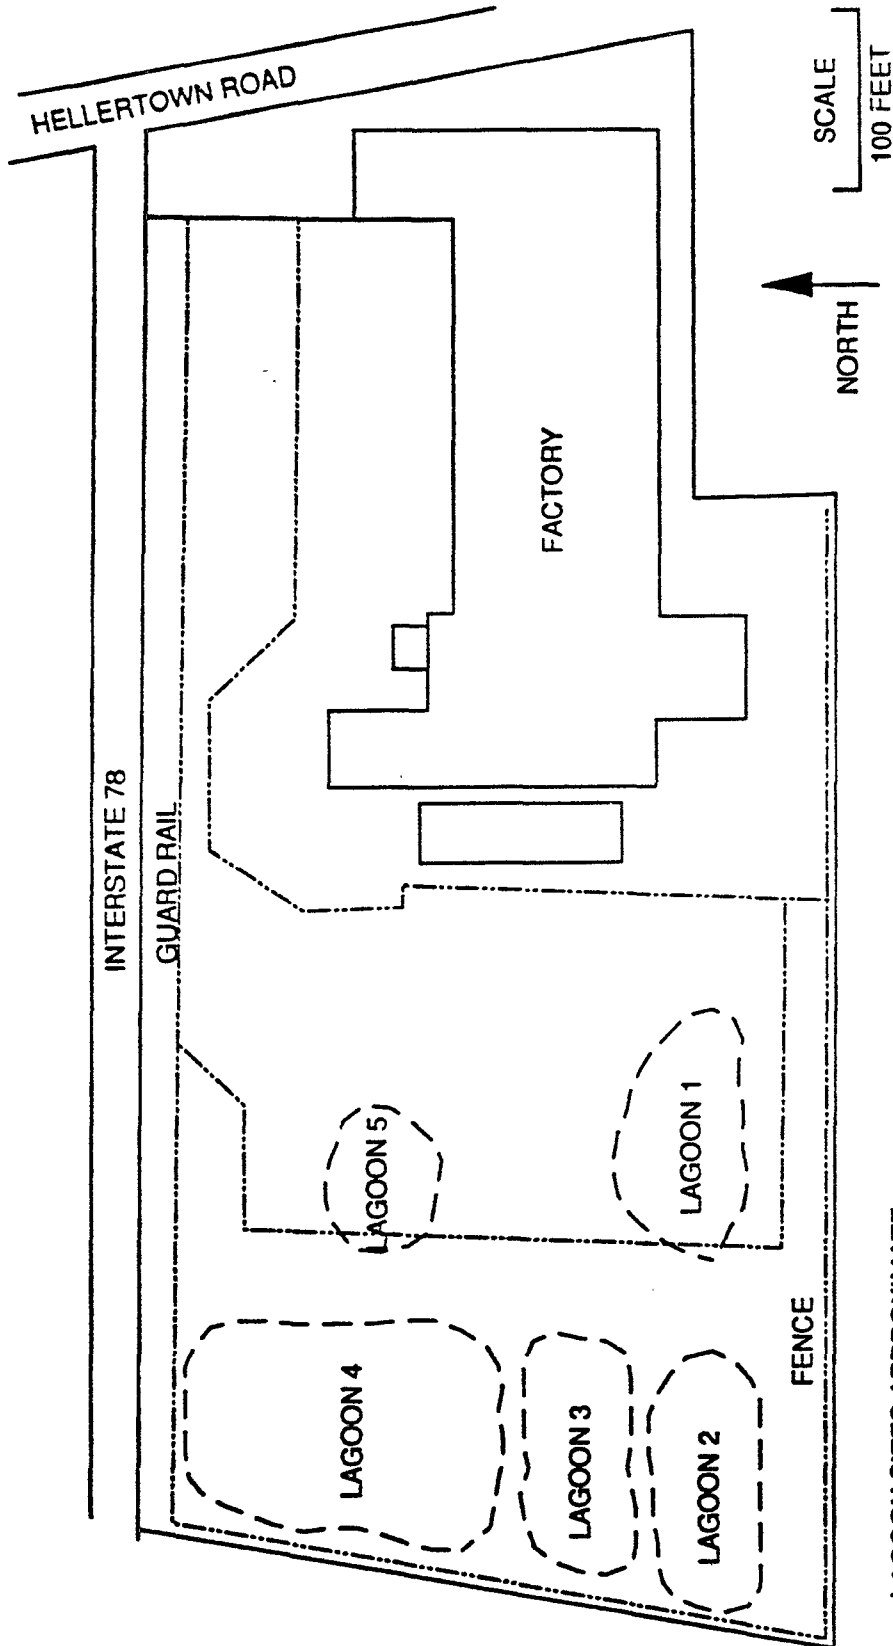 HELLERTOWN ROAD
INTERSTATE 78
GUARD RAIL
FACTORY
LAGOON 5
LAGOON 1
LAGOON 4
LAGOON 3
LAGOON 2
FENCE
NORTH
SCALE
100 FEET